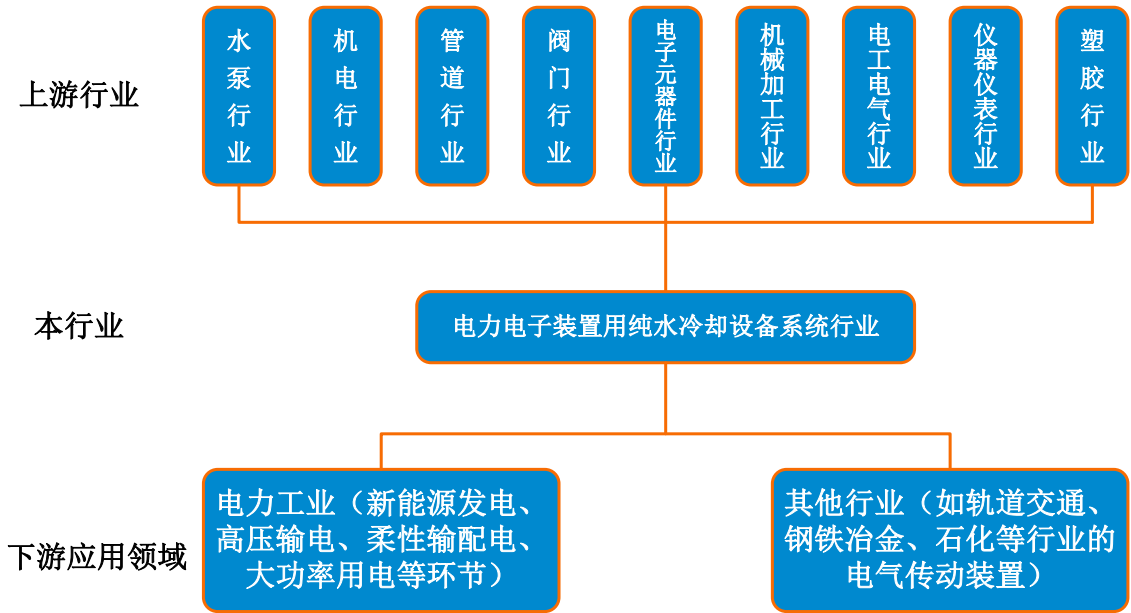 上游行业
水泵行业
机电行业
管道行业
阀门行业
电子元器件行业
机械加工行业
电工电气行业
仪器仪表行业
塑胶行业
本行业
电力电子装置用纯水冷却设备系统行业
下游应用领域
电力工业（新能源发电、
高压输电、柔性输配电、
大功率用电等环节）
其他行业（如轨道交通、
钢铁冶金、石化等行业的
电气传动装置）